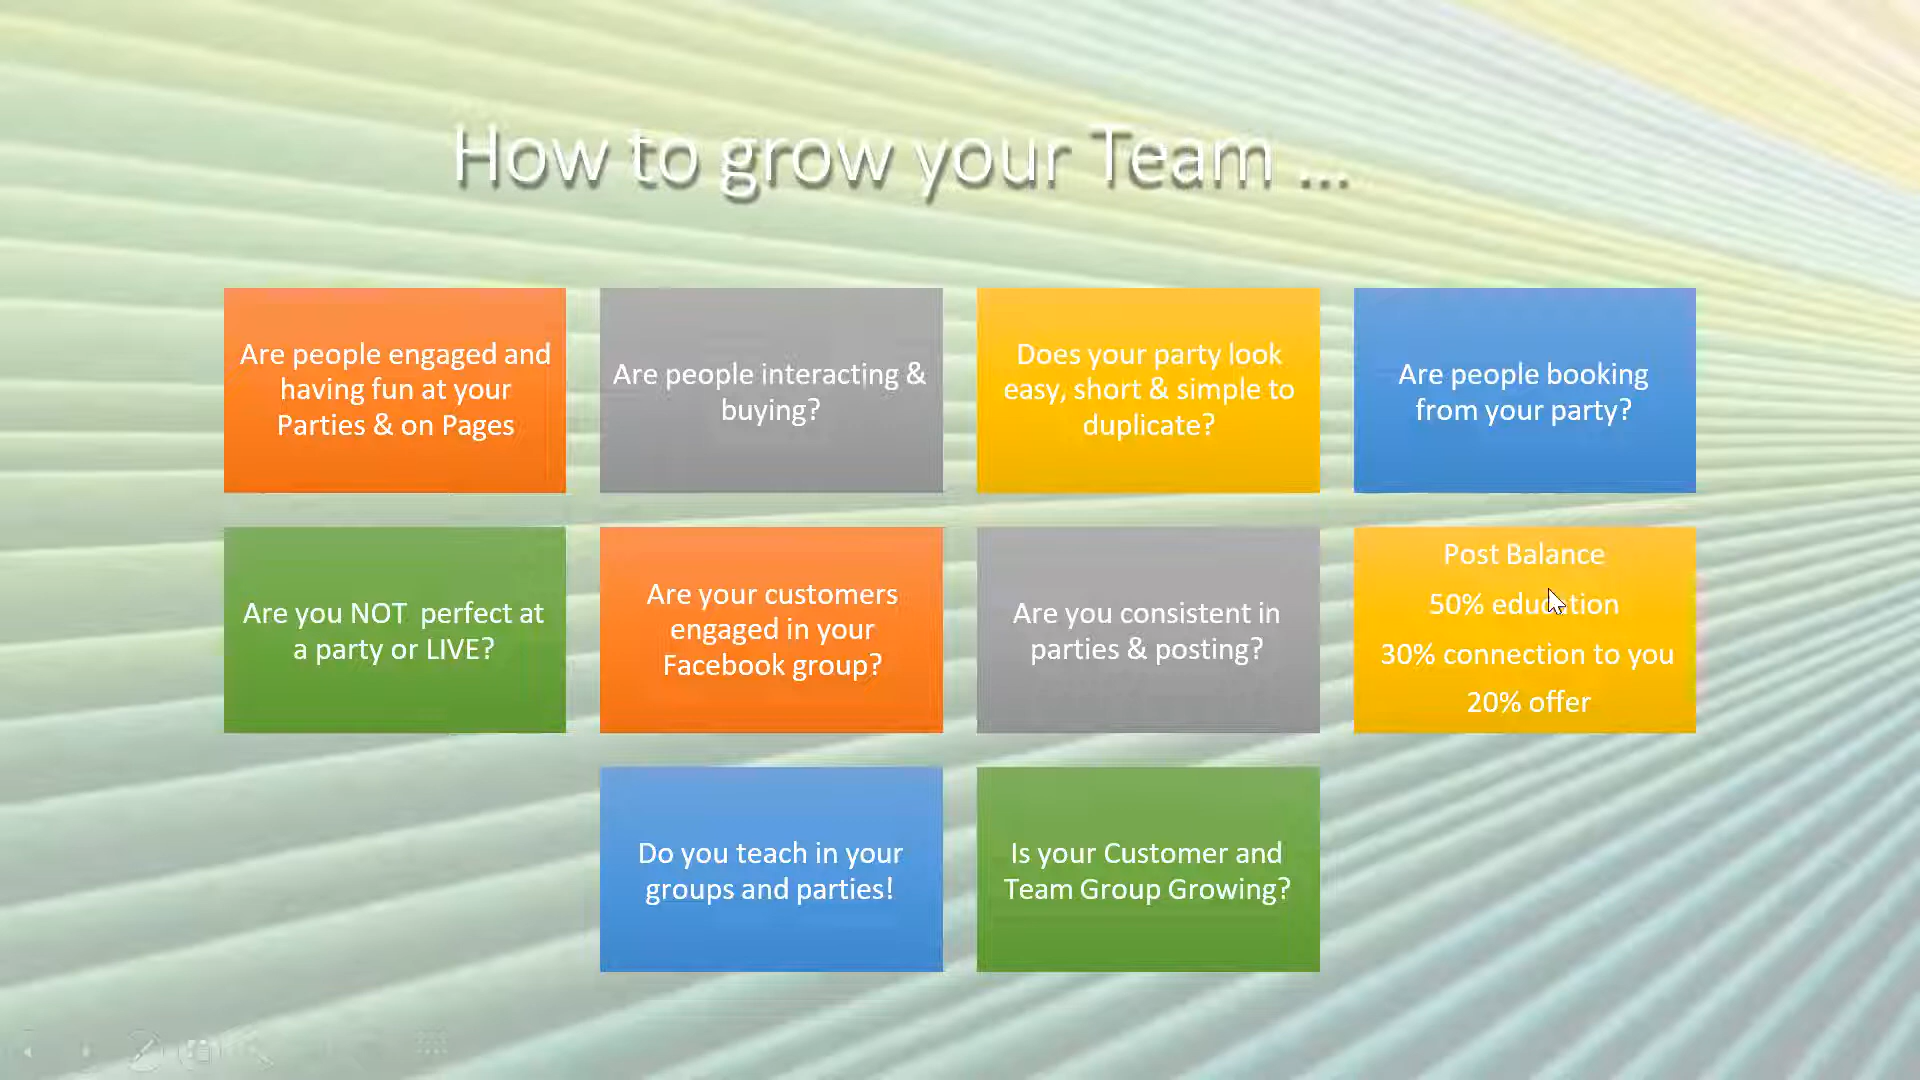 How to grow your Team ...
Are people engaged and
having fun at your
Parties & on Pages
Are people interacting &
buying?
Does your party look
easy, short & simple to
duplicate?
Are people booking
from your party?
Are you NOT  perfect at
a party or LIVE?
Are your customers
engaged in your
Facebook group?
Are you consistent in
parties & posting?
Post Balance
50% education
30% connection to you
20% offer
Do you teach in your
groups and parties!
Is your Customer and
Team Group Growing?